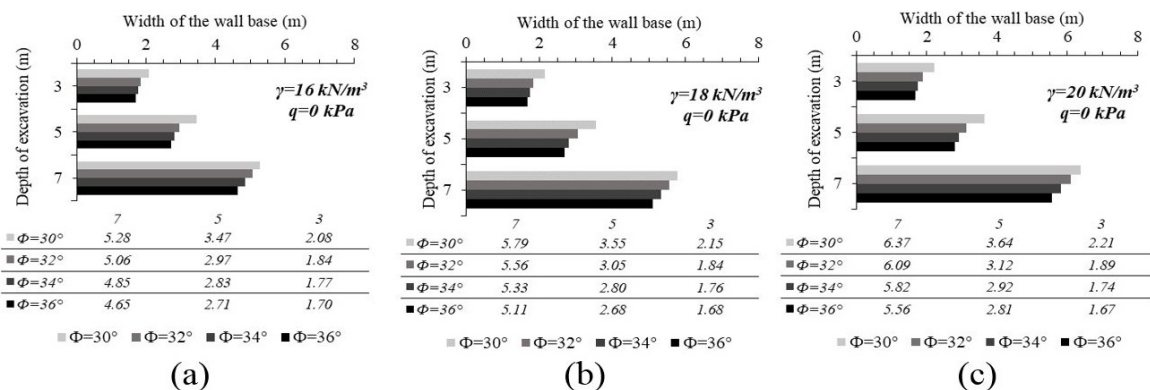 Width of the wall base (m)
0 2 4 6 8
Depth of excavation (m)
3
5
7
γ=16 kN/m³
q=0 kPa
7 5 3
Φ=30° 5.28 3.47 2.08
Φ=32° 5.06 2.97 1.84
Φ=34° 4.85 2.83 1.77
Φ=36° 4.65 2.71 1.70
Φ=30° Φ=32° Φ=34° Φ=36°
(a)
Width of the wall base (m)
0 2 4 6 8
Depth of excavation (m)
3
5
7
γ=18 kN/m³
q=0 kPa
7 5 3
Φ=30° 5.79 3.55 2.15
Φ=32° 5.56 3.05 1.84
Φ=34° 5.33 2.80 1.76
Φ=36° 5.11 2.68 1.68
Φ=30° Φ=32° Φ=34° Φ=36°
(b)
Width of the wall base (m)
0 2 4 6 8
Depth of excavation (m)
3
5
7
γ=20 kN/m³
q=0 kPa
7 5 3
Φ=30° 6.37 3.64 2.21
Φ=32° 6.09 3.12 1.89
Φ=34° 5.82 2.92 1.74
Φ=36° 5.56 2.81 1.67
Φ=30° Φ=32° Φ=34° Φ=36°
(c)